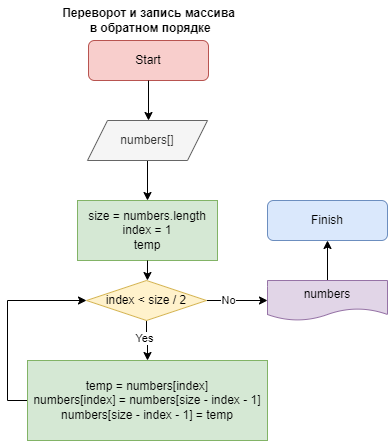 Переворот и запись массива
в обратном порядке
Start
numbers[]
size = numbers.length
index = 1
temp
index < size / 2
No
numbers
Finish
Yes
temp = numbers[index]
numbers[index] = numbers[size - index - 1]
numbers[size - index - 1] = temp